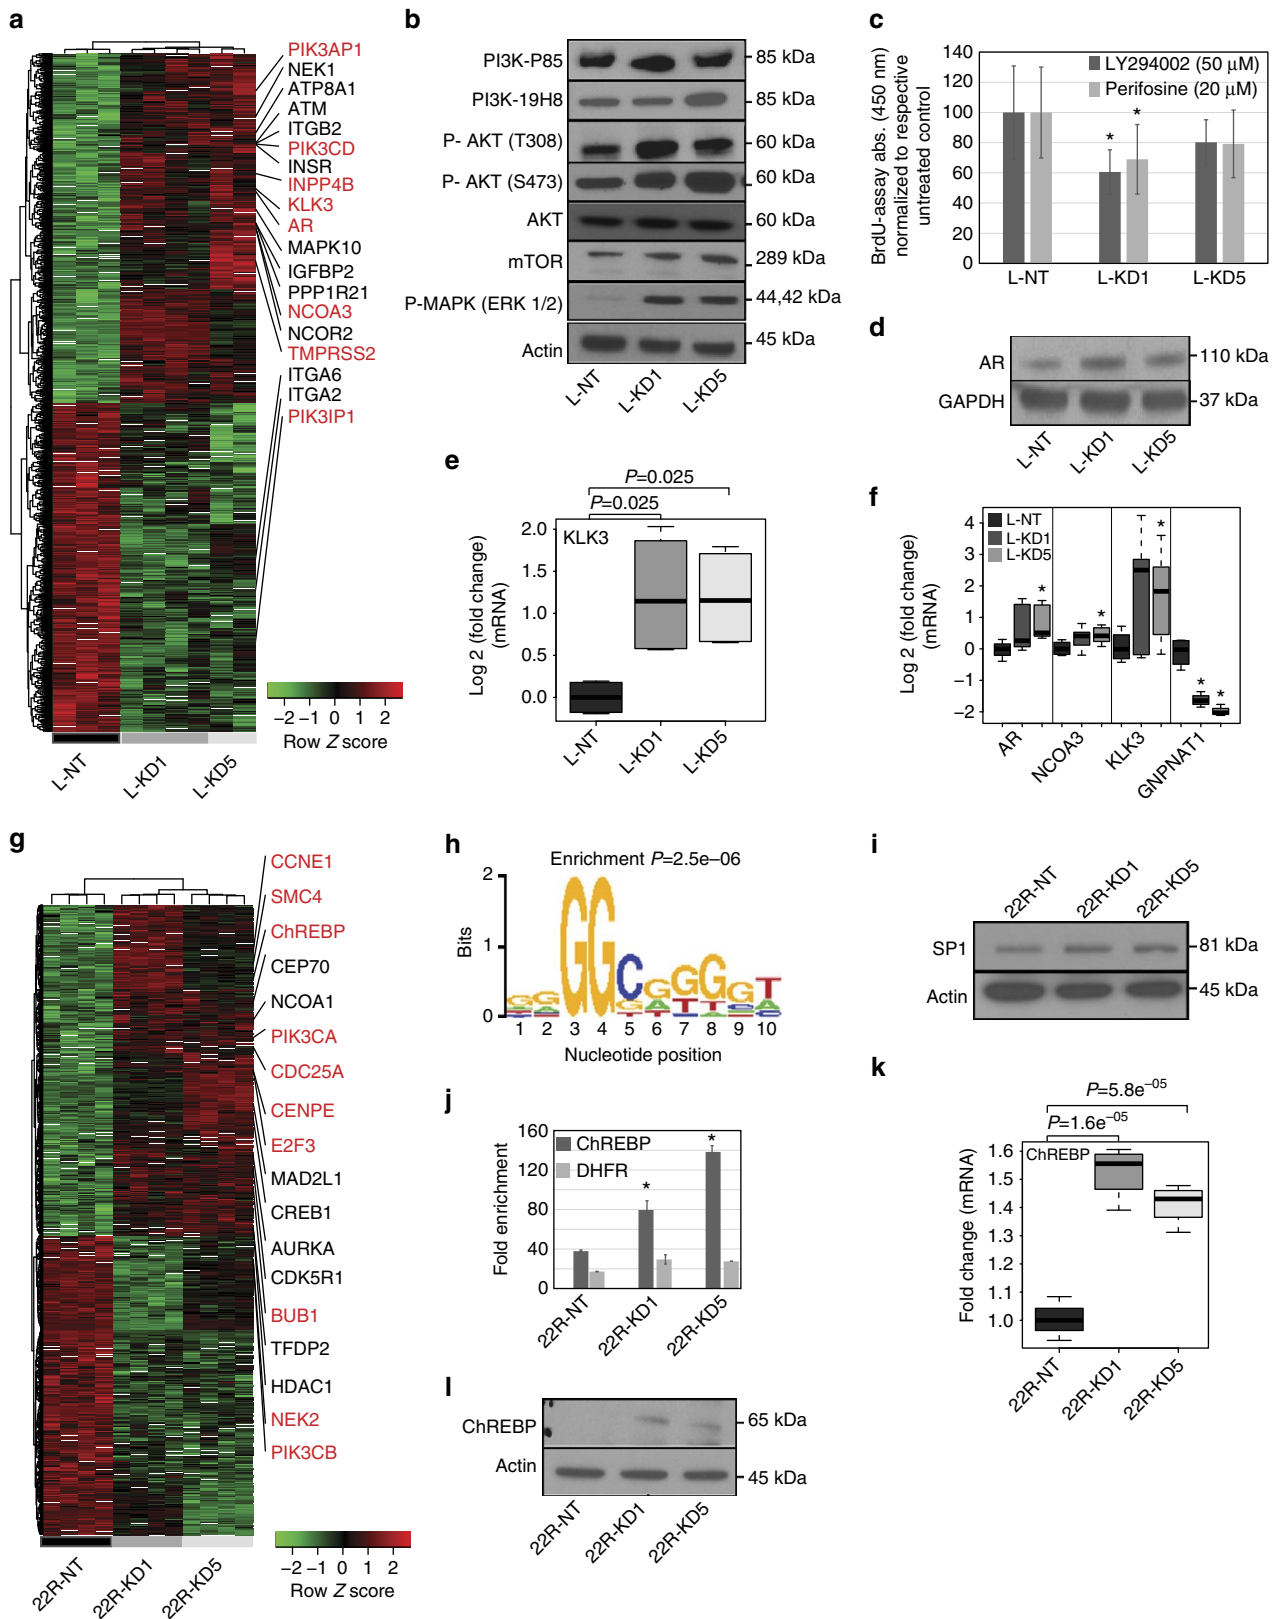 a
PIK3AP1
NEK1
ATP8A1
ATM
ITGB2
PIK3CD
INSR
INPP4B
KLK3
AR
MAPK10
IGFBP2
PPP1R21
NCOA3
NCOR2
TMPRSS2
ITGA6
ITGA2
PIK3IP1
−2 −1 0 1 2
Row Z score
L-NT
L-KD1
L-KD5
b
PI3K-P85
85 kDa
PI3K-19H8
85 kDa
P- AKT (T308)
60 kDa
P- AKT (S473)
60 kDa
AKT
60 kDa
mTOR
289 kDa
P-MAPK (ERK 1/2)
44,42 kDa
Actin
45 kDa
L-NT
L-KD1
L-KD5
c
BrdU-assay abs. (450 nm)
normalized to respective
untreated control
140
120
100
80
60
40
20
0
LY294002 (50 µM)
Perifosine (20 µM)
*
*
L-NT
L-KD1
L-KD5
d
AR
110 kDa
GAPDH
37 kDa
L-NT
L-KD1
L-KD5
e
P=0.025
P=0.025
KLK3
Log 2 (fold change)
(mRNA)
2.0
1.5
1.0
0.5
0.0
L-NT
L-KD1
L-KD5
f
Log 2 (fold change)
(mRNA)
4
3
2
1
0
−1
−2
L-NT
L-KD1
L-KD5
*
*
*
*
*
AR
NCOA3
KLK3
GNPNAT1
g
CCNE1
SMC4
ChREBP
CEP70
NCOA1
PIK3CA
CDC25A
CENPE
E2F3
MAD2L1
CREB1
AURKA
CDK5R1
BUB1
TFDP2
HDAC1
NEK2
PIK3CB
−2 −1 0 1 2
Row Z score
22R-NT
22R-KD1
22R-KD5
h
Enrichment P=2.5e−06
Bits
2
1
0
1 2 3 4 5 6 7 8 9 10
Nucleotide position
i
22R-NT
22R-KD1
22R-KD5
SP1
81 kDa
Actin
45 kDa
j
Fold enrichment
160
120
80
40
0
ChREBP
DHFR
*
*
22R-NT
22R-KD1
22R-KD5
k
P=5.8e−05
P=1.6e−05
ChREBP
Fold change (mRNA)
1.6
1.5
1.4
1.3
1.2
1.1
1.0
22R-NT
22R-KD1
22R-KD5
l
ChREBP
65 kDa
Actin
45 kDa
22R-NT
22R-KD1
22R-KD5